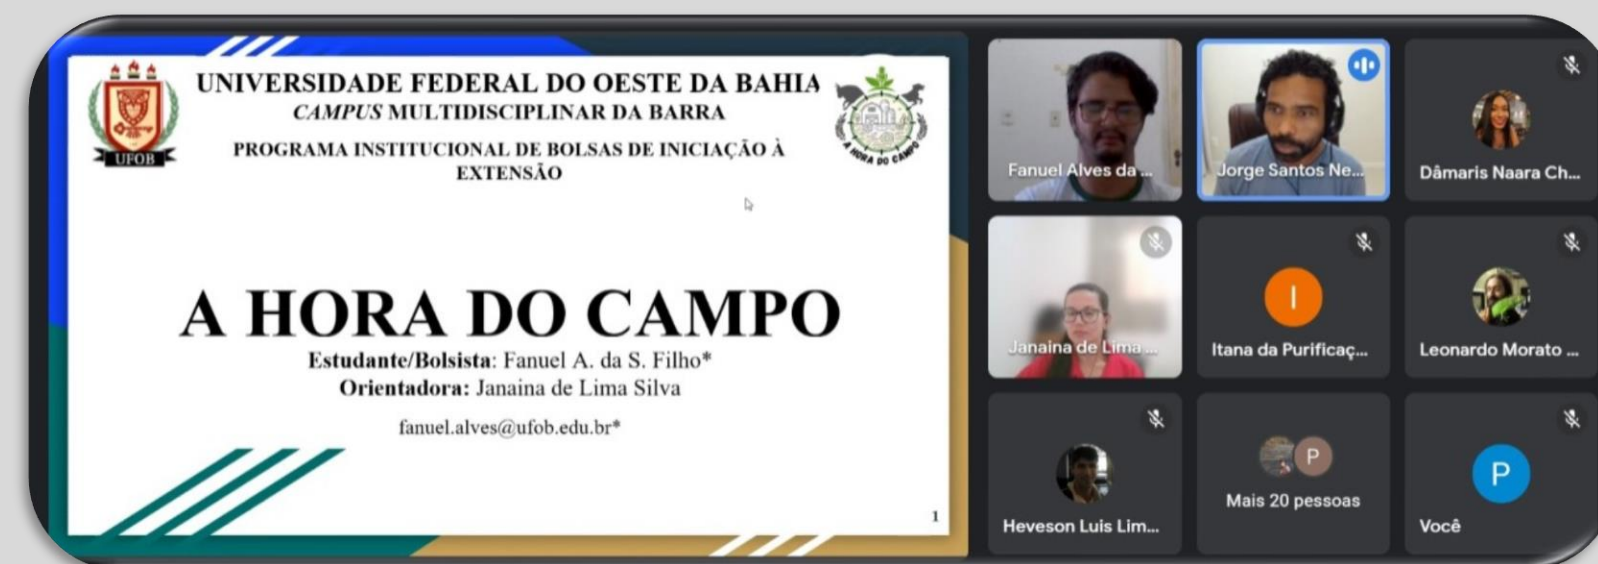 UNIVERSIDADE FEDERAL DO OESTE DA BAHIA
CAMPUS MULTIDISCIPLINAR DA BARRA
PROGRAMA INSTITUCIONAL DE BOLSAS DE INICIAÇÃO À
EXTENSÃO
UFOB
A HORA DO CAMPO
A HORA DO CAMPO
Estudante/Bolsista: Fanuel A. da S. Filho*
Orientadora: Janaina de Lima Silva
fanuel.alves@ufob.edu.br*
1
Fanuel Alves da ...
Jorge Santos Ne...
Dâmaris Naara Ch...
Janaina de Lima ...
I
Itana da Purificaç...
Leonardo Morato ...
Heveson Luis Lim...
P
Mais 20 pessoas
P
Você